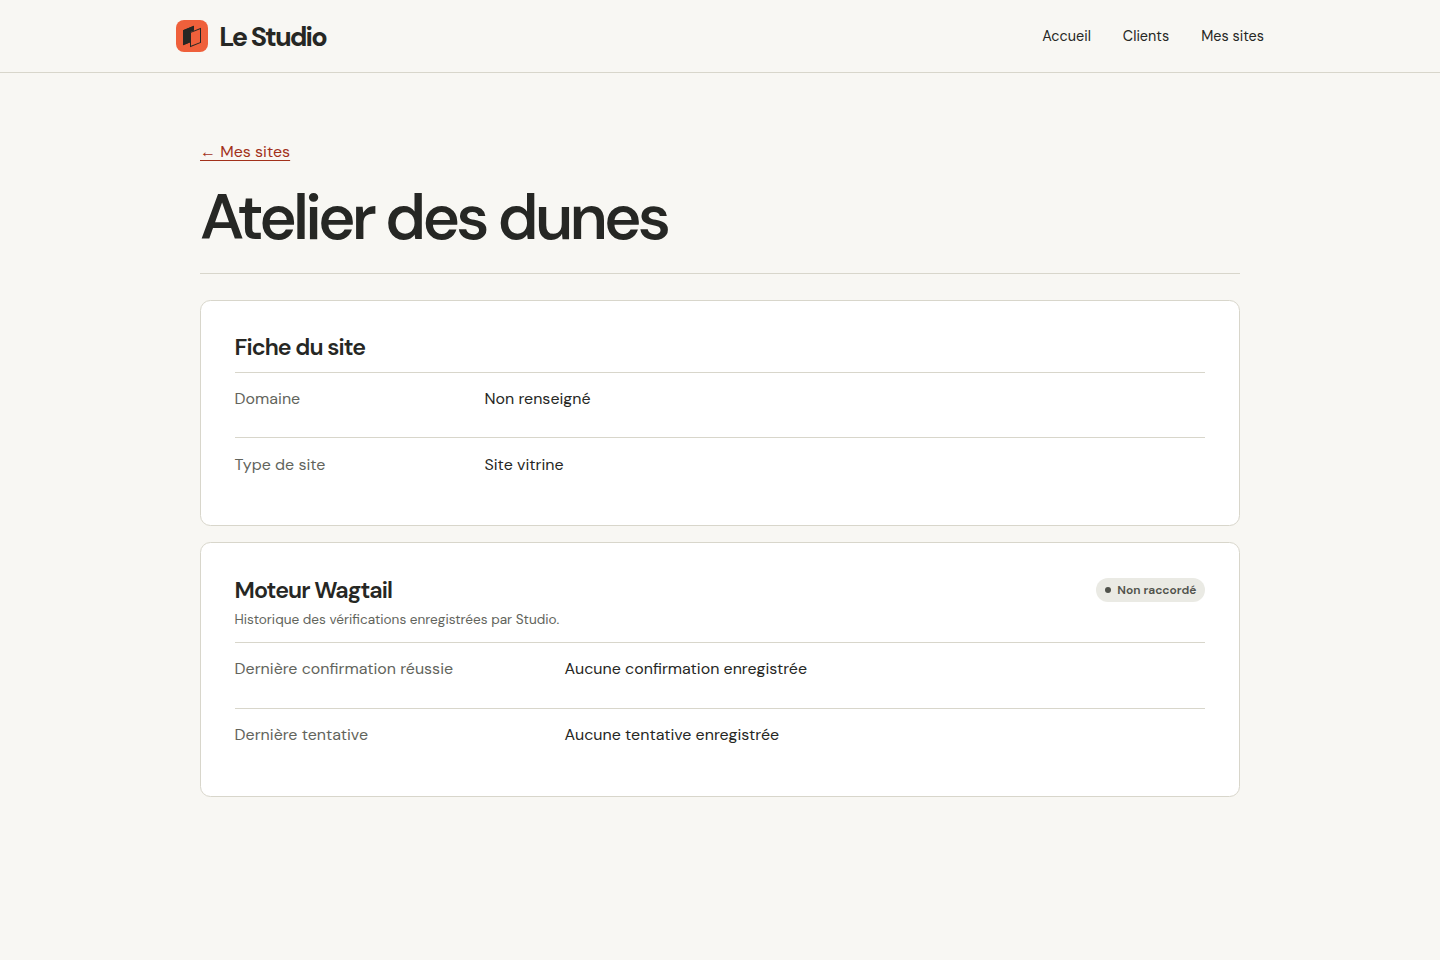 Le Studio
Accueil Clients Mes sites
← Mes sites
Atelier des dunes
Fiche du site
Domaine Non renseigné
Type de site Site vitrine
Moteur Wagtail Non raccordé
Historique des vérifications enregistrées par Studio.
Dernière confirmation réussie Aucune confirmation enregistrée
Dernière tentative Aucune tentative enregistrée